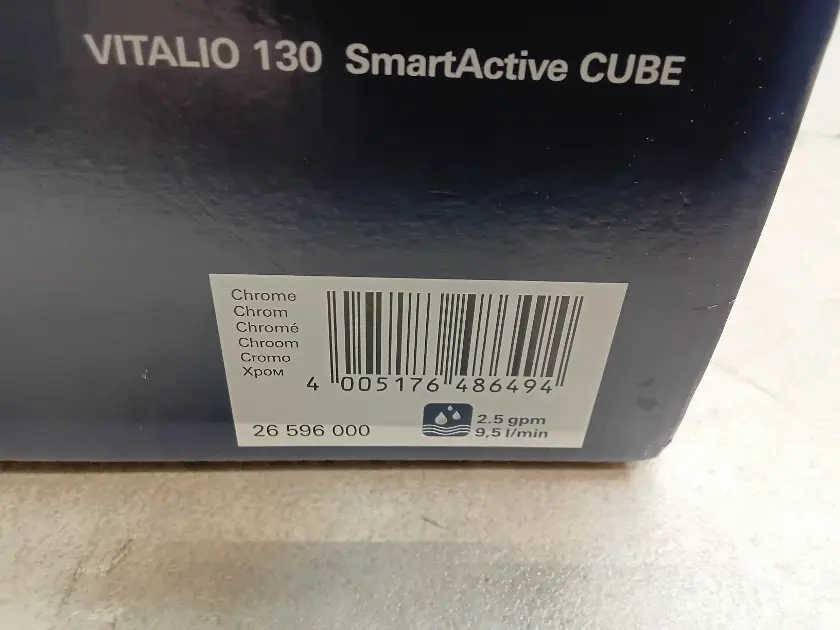 VITALIO 130 SmartActive CUBE
Chrome
Chrom
Chromé
Chroom
Cromo
Хром
4 005176 486494
26 596 000
2.5 gpm
9,5 l/min